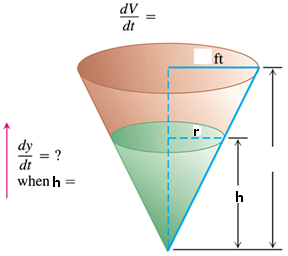 dV/dt =
ft
r
dy/dt = ?
when h =
h